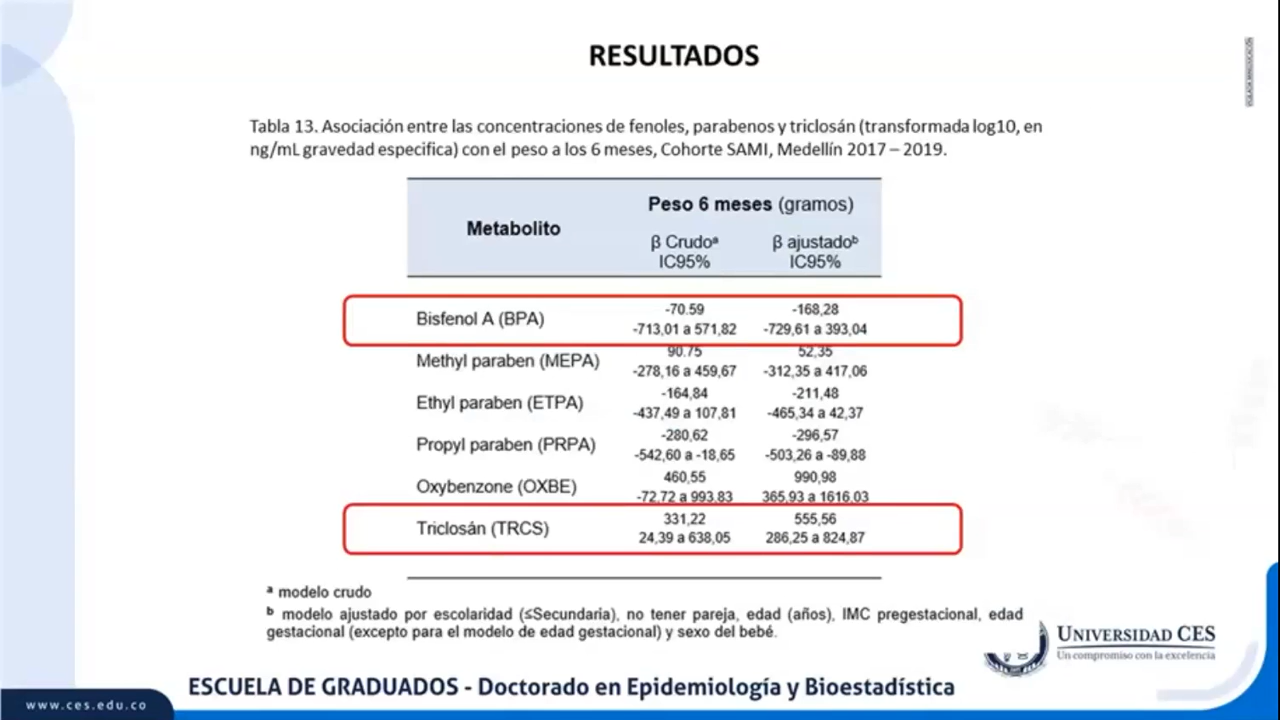 RESULTADOS
Tabla 13. Asociación entre las concentraciones de fenoles, parabenos y triclosán (transformada log10, en
ng/mL gravedad especifica) con el peso a los 6 meses, Cohorte SAMI, Medellín 2017 – 2019.
Metabolito
Peso 6 meses (gramos)
β Crudoᵃ β ajustadoᵇ
IC95% IC95%
Bisfenol A (BPA)
-70.59 -168,28
-713,01 a 571,82 -729,61 a 393,04
Methyl paraben (MEPA)
90.75 52,35
-278,16 a 459,67 -312,35 a 417,06
Ethyl paraben (ETPA)
-164,84 -211,48
-437,49 a 107,81 -465,34 a 42,37
Propyl paraben (PRPA)
-280,62 -296,57
-542,60 a -18,65 -503,26 a -89,88
Oxybenzone (OXBE)
460,55 990,98
-72,72 a 993,83 365,93 a 1616,03
Triclosán (TRCS)
331,22 555,56
24,39 a 638,05 286,25 a 824,87
ᵃ modelo crudo
ᵇ modelo ajustado por escolaridad (≤Secundaria), no tener pareja, edad (años), IMC pregestacional, edad
gestacional (excepto para el modelo de edad gestacional) y sexo del bebé.
UNIVERSIDAD CES
Un compromiso con la excelencia
ESCUELA DE GRADUADOS - Doctorado en Epidemiología y Bioestadística
www.ces.edu.co